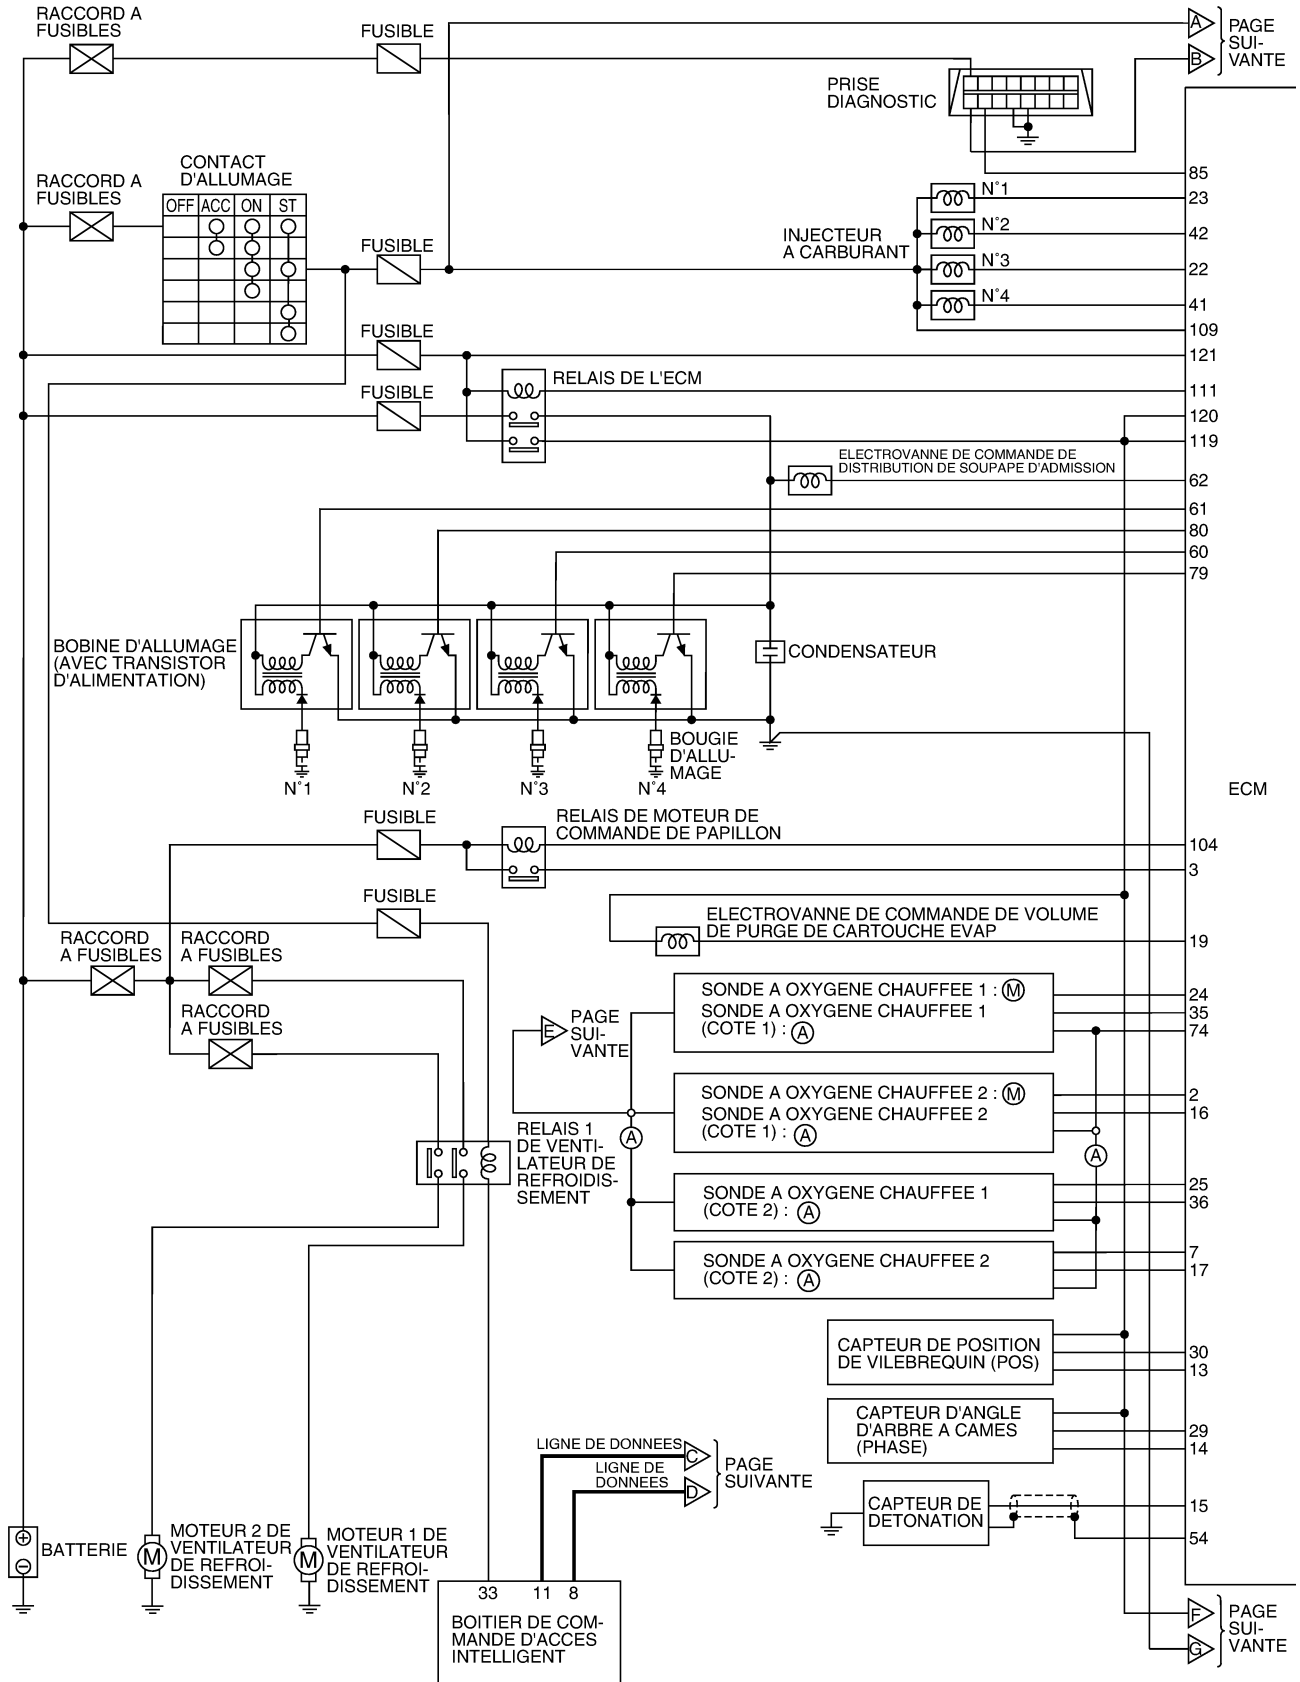 RACCORD A
FUSIBLES
FUSIBLE
A
B
PAGE
SUI-
VANTE
PRISE
DIAGNOSTIC
85
CONTACT
D'ALLUMAGE
RACCORD A
FUSIBLES
OFF ACC ON ST
FUSIBLE
INJECTEUR
A CARBURANT
N°1
23
N°2
42
N°3
22
N°4
41
109
FUSIBLE
121
RELAIS DE L'ECM
111
FUSIBLE
120
119
ELECTROVANNE DE COMMANDE DE
DISTRIBUTION DE SOUPAPE D'ADMISSION
62
61
80
60
79
BOBINE D'ALLUMAGE
(AVEC TRANSISTOR
D'ALIMENTATION)
CONDENSATEUR
BOUGIE
D'ALLU-
MAGE
N°1
N°2
N°3
N°4
ECM
FUSIBLE
RELAIS DE MOTEUR DE
COMMANDE DE PAPILLON
104
3
FUSIBLE
ELECTROVANNE DE COMMANDE DE VOLUME
DE PURGE DE CARTOUCHE EVAP
19
RACCORD
A FUSIBLES
RACCORD
A FUSIBLES
RACCORD
A FUSIBLES
E
PAGE
SUI-
VANTE
SONDE A OXYGENE CHAUFFEE 1 : M
SONDE A OXYGENE CHAUFFEE 1
(COTE 1) : A
24
35
74
SONDE A OXYGENE CHAUFFEE 2 : M
SONDE A OXYGENE CHAUFFEE 2
(COTE 1) : A
2
16
A
A
RELAIS 1
DE VENTI-
LATEUR DE
REFROIDIS-
SEMENT
SONDE A OXYGENE CHAUFFEE 1
(COTE 2) : A
25
36
SONDE A OXYGENE CHAUFFEE 2
(COTE 2) : A
7
17
CAPTEUR DE POSITION
DE VILEBREQUIN (POS)
30
13
CAPTEUR D'ANGLE
D'ARBRE A CAMES
(PHASE)
29
14
LIGNE DE DONNEES
C
LIGNE DE
DONNEES
D
PAGE
SUIVANTE
CAPTEUR DE
DETONATION
15
54
BATTERIE
M
MOTEUR 2 DE
VENTILATEUR
DE REFROI-
DISSEMENT
M
MOTEUR 1 DE
VENTILATEUR
DE REFROI-
DISSEMENT
33
11
8
BOITIER DE COM-
MANDE D'ACCES
INTELLIGENT
F
G
PAGE
SUI-
VANTE